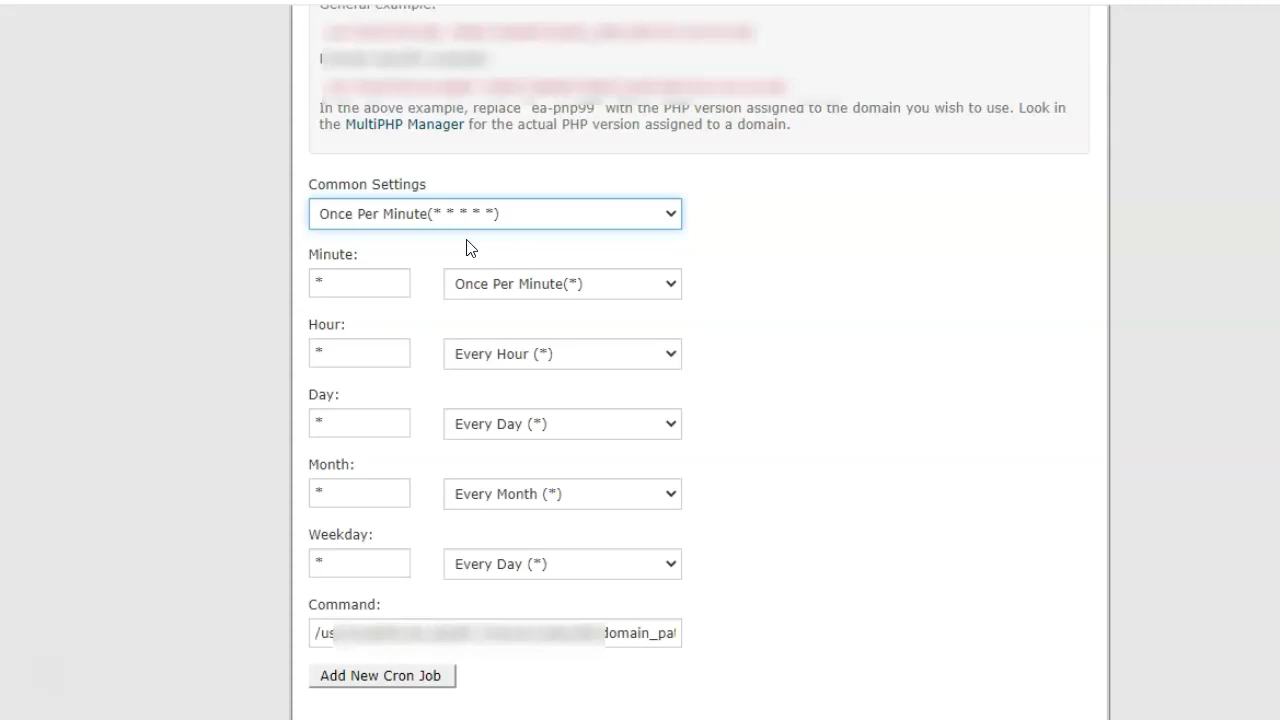 General example:
In the above example, replace "ea-php99" with the PHP version assigned to the domain you wish to use. Look in
the MultiPHP Manager for the actual PHP version assigned to a domain.
Common Settings
Once Per Minute(* * * * *)
Minute:
* Once Per Minute(*)
Hour:
* Every Hour (*)
Day:
* Every Day (*)
Month:
* Every Month (*)
Weekday:
* Every Day (*)
Command:
/us domain_pat
Add New Cron Job